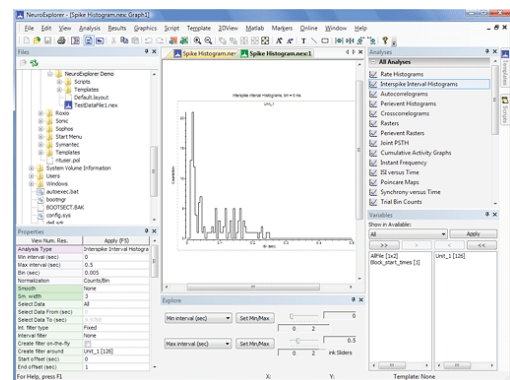 NeuroExplorer - [Spike Histogram.nex: Graph1]
File Edit View Analysis Results Graphics Script Template 3DView Matlab Markers Online Window Help
Files
NeuroExplorer Demo
Scripts
Templates
Default.layout
TestDataFile1.nex
Roxio
Sonic
Sophos
Start Menu
Symantec
Templates
ntuser.pol
System Volume Information
Users
Windows
autoexec.bat
bootmgr
BOOTSECT.BAK
config.sys
Properties
View Num. Res. Apply (F5)
Analysis Type Interspike Interval Histogra
Min interval (sec) 0
Max interval (sec) 0.5
Bin (sec) 0.005
Normalization Counts/Bin
Smooth None
Sm. width 3
Select Data All
Select Data From (sec)
Select Data To (sec)
Int. filter type Fixed
Interval filter None
Create filter on-the-fly
Create filter around Unit_1 [126]
Start offset (sec) 0
End offset (sec) 1
For Help, press F1
Spike Histogram.nex
Spike Histogram.nex:1
Unit_1
Explore
Min interval (sec) Set Min/Max 0
0 2
Max interval (sec) Set Min/Max 0.5
0 2 ink Sliders
X: Y: Template: None
Analyses
All Analyses
Rate Histograms
Interspike Interval Histograms
Autocorrelograms
Perievent Histograms
Crosscorrelograms
Rasters
Perievent Rasters
Joint PSTH
Cumulative Activity Graphs
Instant Frequency
ISI versus Time
Poincare Maps
Synchrony versus Time
Trial Bin Counts
Variables
Show in Available:
All Apply
>> > < <<
AllFile [1x2] Unit_1 [126]
Block_start_times [1]
Templates
Scripts